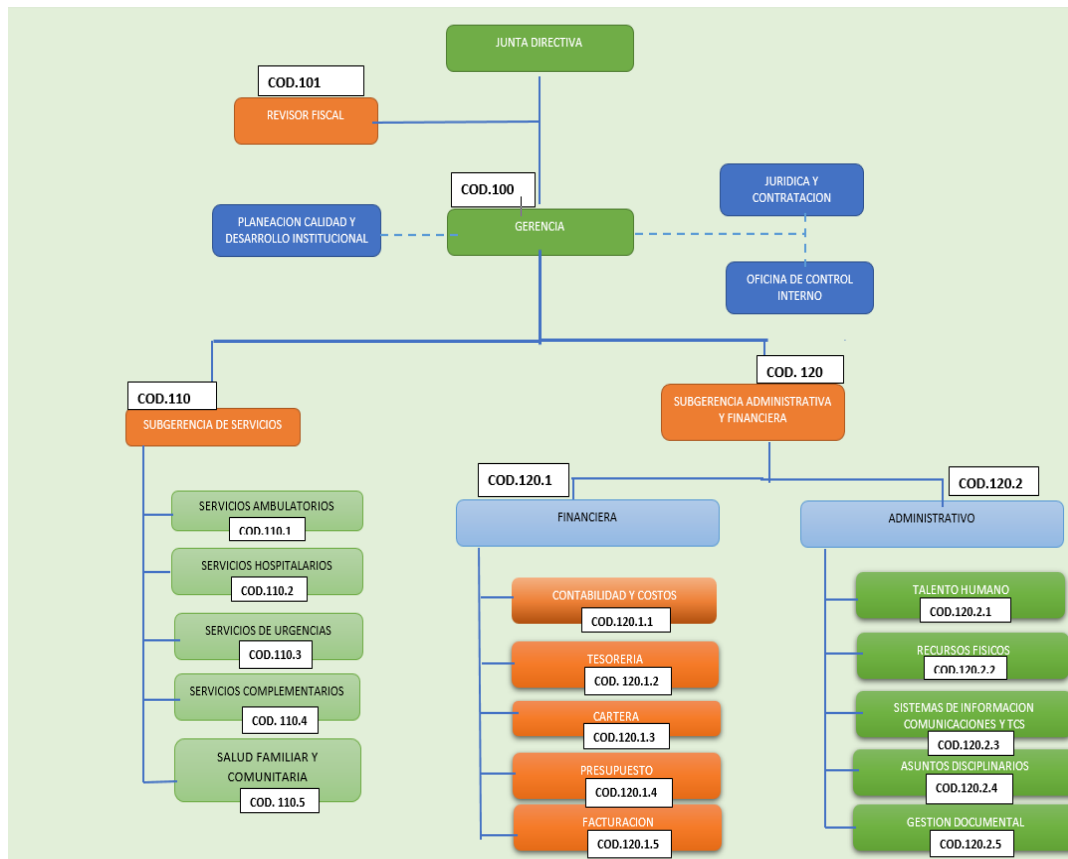 JUNTA DIRECTIVA
COD.101
REVISOR FISCAL
COD.100
GERENCIA
PLANEACION CALIDAD Y
DESARROLLO INSTITUCIONAL
JURIDICA Y
CONTRATACION
OFICINA DE CONTROL
INTERNO
COD.110
SUBGERENCIA DE SERVICIOS
COD. 120
SUBGERENCIA ADMINISTRATIVA
Y FINANCIERA
SERVICIOS AMBULATORIOS
COD.110.1
SERVICIOS HOSPITALARIOS
COD.110.2
SERVICIOS DE URGENCIAS
COD.110.3
SERVICIOS COMPLEMENTARIOS
COD. 110.4
SALUD FAMILIAR Y
COMUNITARIA
COD. 110.5
COD.120.1
FINANCIERA
CONTABILIDAD Y COSTOS
COD.120.1.1
TESORERIA
COD. 120.1.2
CARTERA
COD.120.1.3
PRESUPUESTO
COD.120.1.4
FACTURACION
COD.120.1.5
COD.120.2
ADMINISTRATIVO
TALENTO HUMANO
COD.120.2.1
RECURSOS FISICOS
COD.120.2.2
SISTEMAS DE INFORMACION
COMUNICACIONES Y TCS
COD.120.2.3
ASUNTOS DISCIPLINARIOS
COD.120.2.4
GESTION DOCUMENTAL
COD.120.2.5